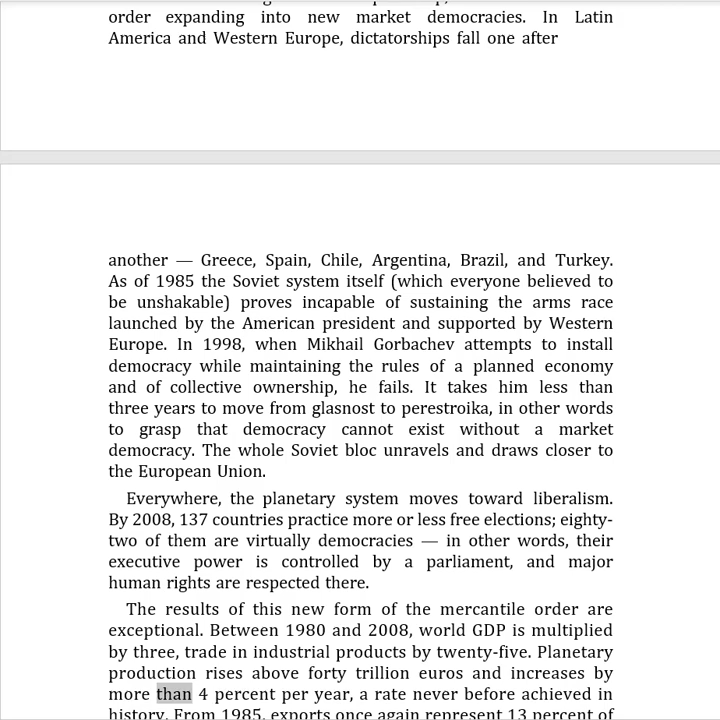 order expanding into new market democracies. In Latin
America and Western Europe, dictatorships fall one after
another — Greece, Spain, Chile, Argentina, Brazil, and Turkey.
As of 1985 the Soviet system itself (which everyone believed to
be unshakable) proves incapable of sustaining the arms race
launched by the American president and supported by Western
Europe. In 1998, when Mikhail Gorbachev attempts to install
democracy while maintaining the rules of a planned economy
and of collective ownership, he fails. It takes him less than
three years to move from glasnost to perestroika, in other words
to grasp that democracy cannot exist without a market
democracy. The whole Soviet bloc unravels and draws closer to
the European Union.
Everywhere, the planetary system moves toward liberalism.
By 2008, 137 countries practice more or less free elections; eighty-
two of them are virtually democracies — in other words, their
executive power is controlled by a parliament, and major
human rights are respected there.
The results of this new form of the mercantile order are
exceptional. Between 1980 and 2008, world GDP is multiplied
by three, trade in industrial products by twenty-five. Planetary
production rises above forty trillion euros and increases by
more than 4 percent per year, a rate never before achieved in
history. From 1985, exports once again represent 13 percent of